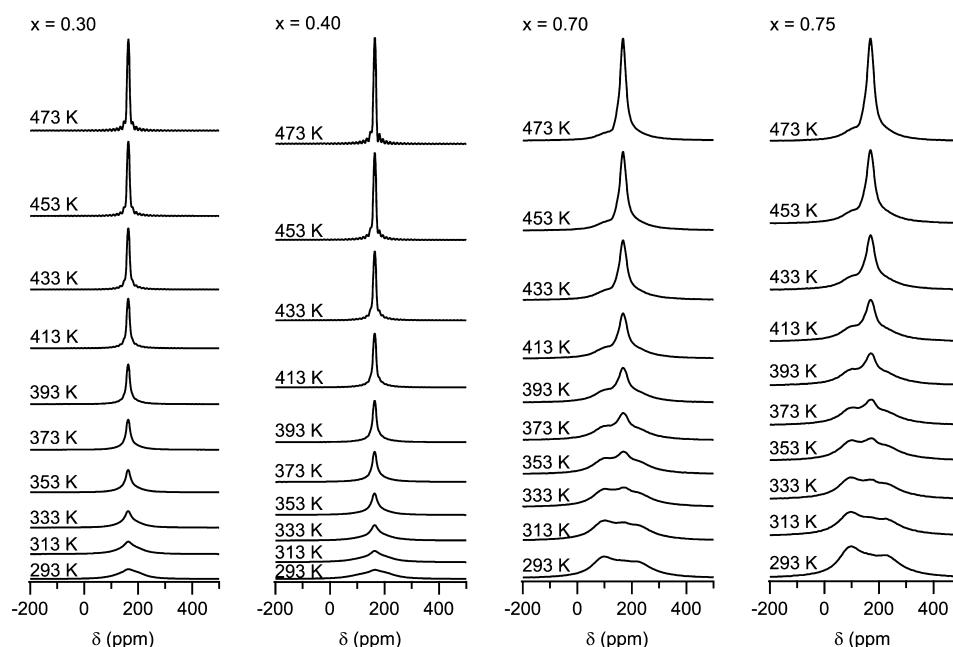 x = 0.30
473 K
453 K
433 K
413 K
393 K
373 K
353 K
333 K
313 K
293 K
-200 0 200 400
δ (ppm)
x = 0.40
473 K
453 K
433 K
413 K
393 K
373 K
353 K
333 K
313 K
293 K
-200 0 200 400
δ (ppm)
x = 0.70
473 K
453 K
433 K
413 K
393 K
373 K
353 K
333 K
313 K
293 K
-200 0 200 400
δ (ppm)
x = 0.75
473 K
453 K
433 K
413 K
393 K
373 K
353 K
333 K
313 K
293 K
-200 0 200 400
δ (ppm